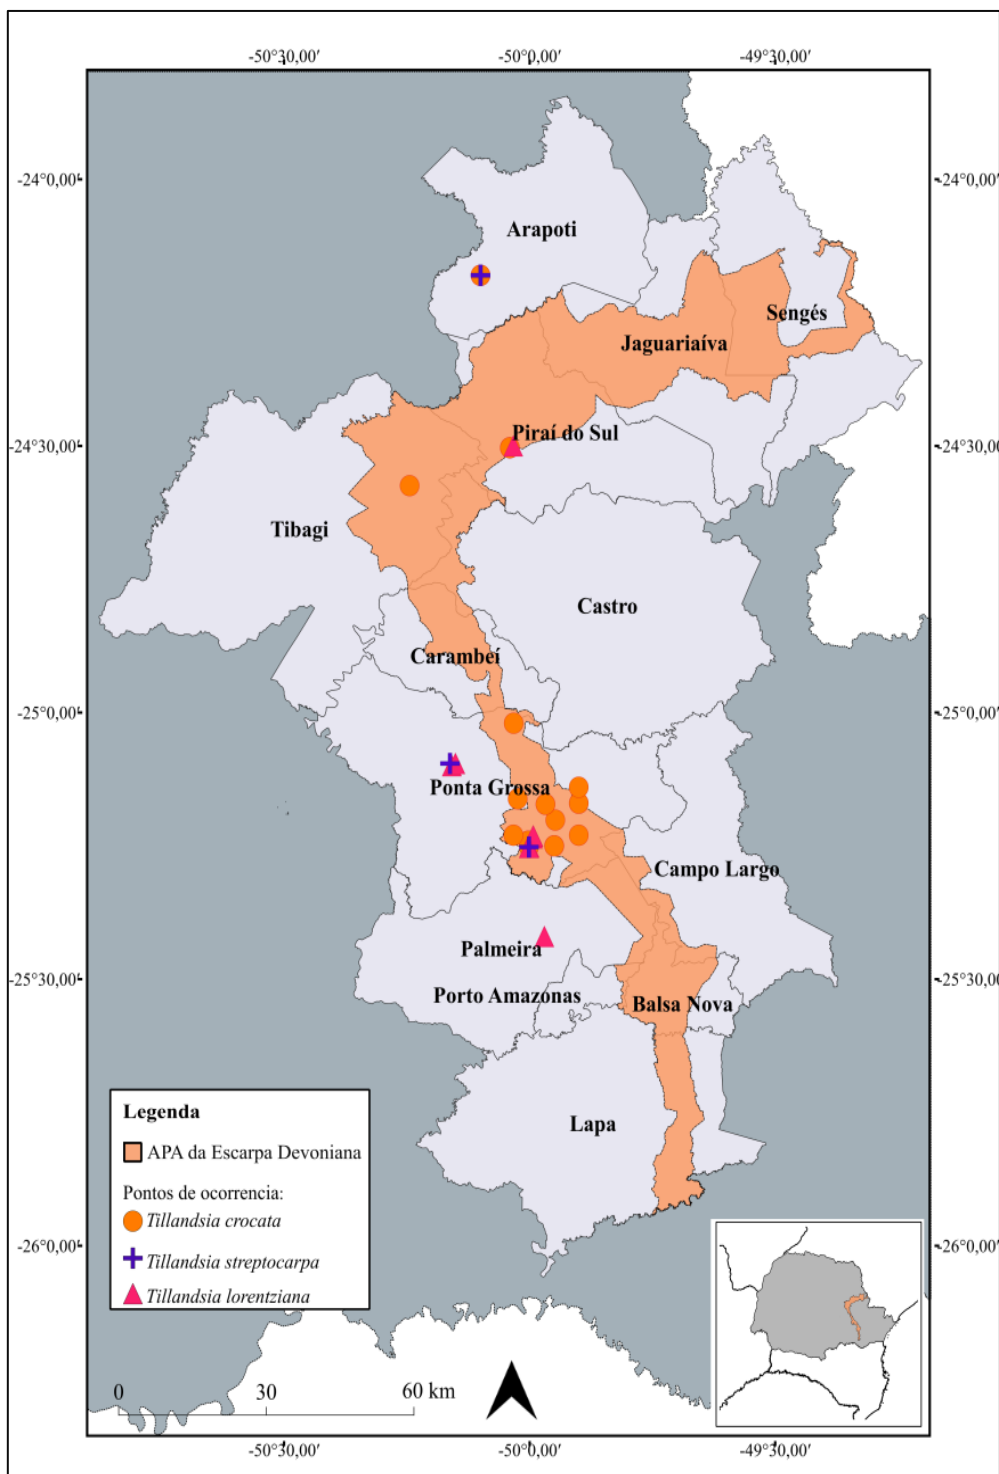 -50°30,00′ -50°0,00′ -49°30,00′
-24°0,00′ -24°0,00′
Arapoti
Sengés
Jaguariaíva
Piraí do Sul
-24°30,00′ -24°30,00′
Tibagi
Castro
Carambeí
-25°0,00′ -25°0,00′
Ponta Grossa
Campo Largo
Palmeira
-25°30,00′ -25°30,00′
Porto Amazonas
Balsa Nova
Legenda
Lapa
APA da Escarpa Devoniana
Pontos de ocorrencia:
Tillandsia crocata
-26°0,00′ -26°0,00′
Tillandsia streptocarpa
Tillandsia lorentziana
0 30 60 km
-50°30,00′ -50°0,00′ -49°30,00′